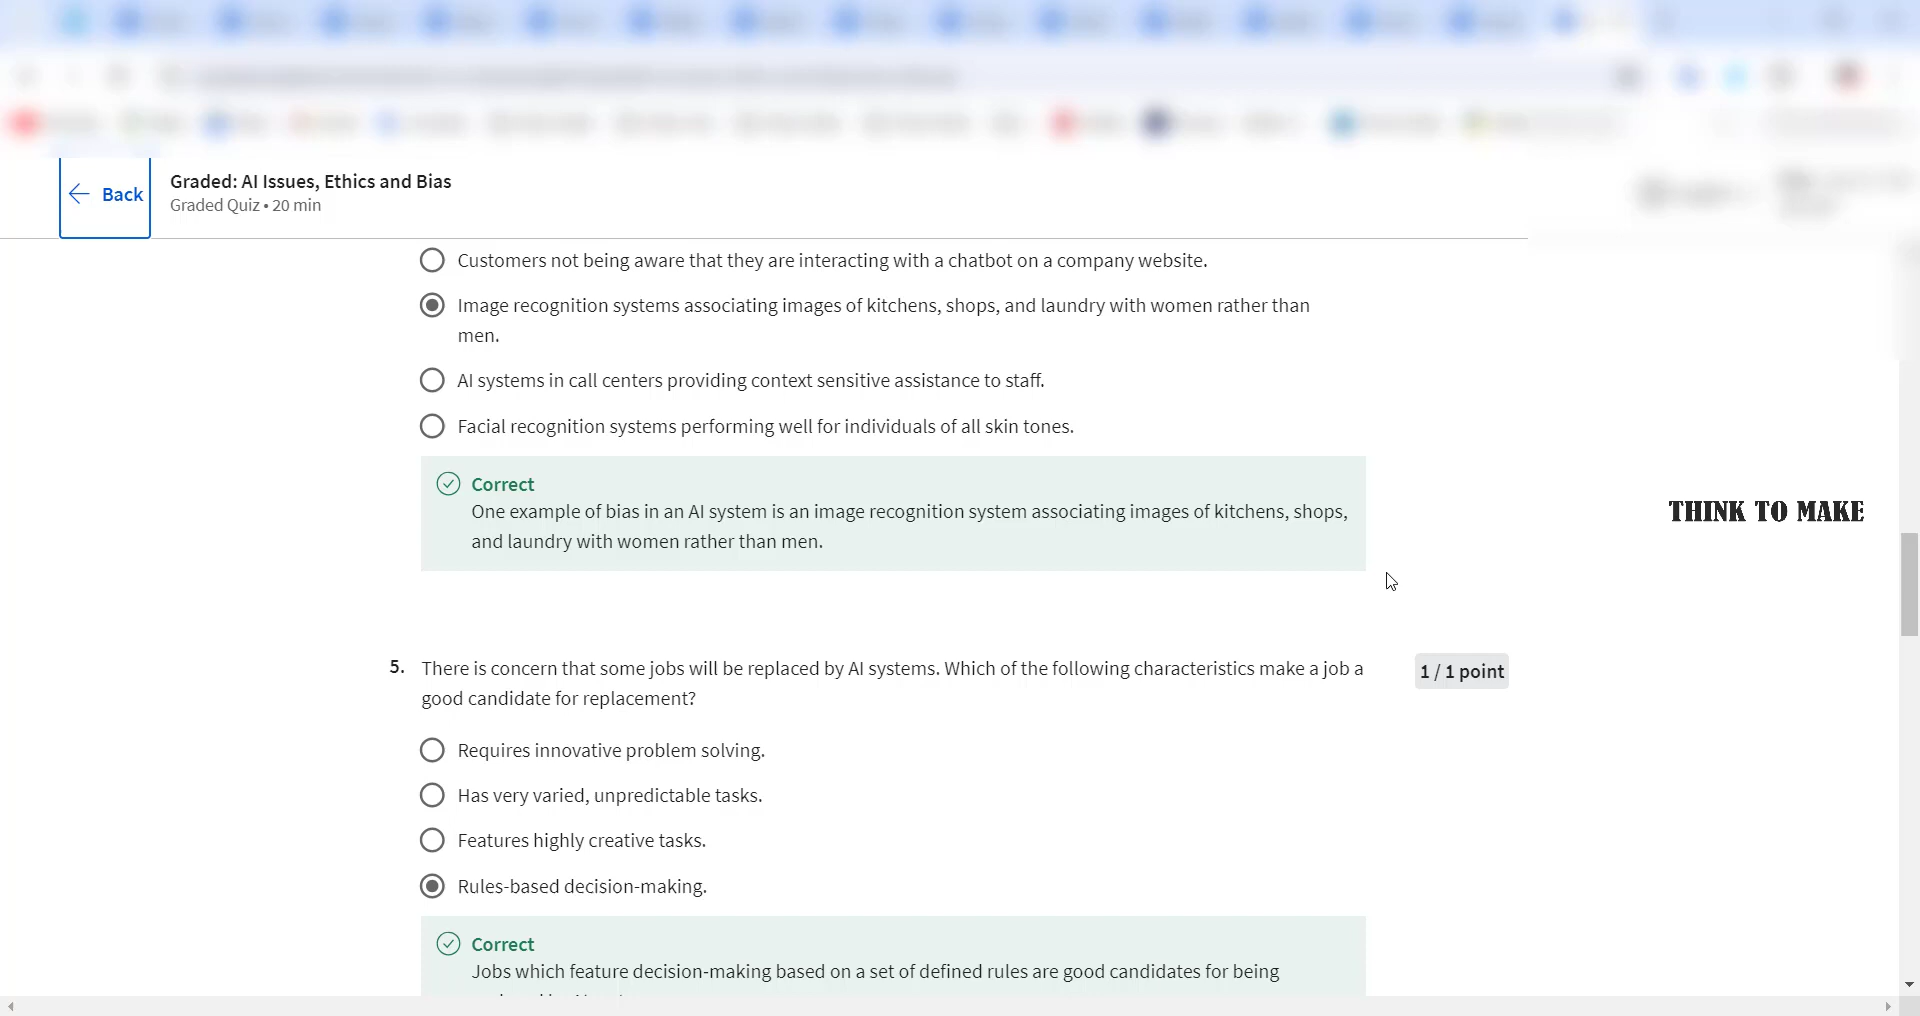 Back
Graded: AI Issues, Ethics and Bias
Graded Quiz • 20 min
Customers not being aware that they are interacting with a chatbot on a company website.
Image recognition systems associating images of kitchens, shops, and laundry with women rather than
men.
AI systems in call centers providing context sensitive assistance to staff.
Facial recognition systems performing well for individuals of all skin tones.
Correct
One example of bias in an AI system is an image recognition system associating images of kitchens, shops,
and laundry with women rather than men.
THINK TO MAKE
5. There is concern that some jobs will be replaced by AI systems. Which of the following characteristics make a job a
good candidate for replacement?
1 / 1 point
Requires innovative problem solving.
Has very varied, unpredictable tasks.
Features highly creative tasks.
Rules-based decision-making.
Correct
Jobs which feature decision-making based on a set of defined rules are good candidates for being